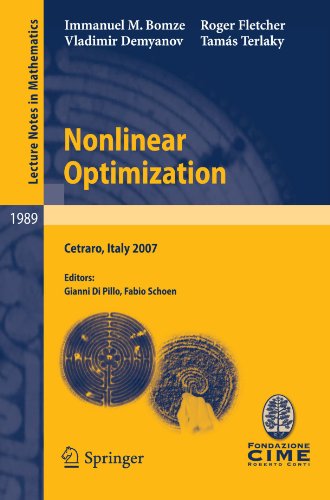 Immanuel M. Bomze Roger Fletcher
Vladimir Demyanov Tamás Terlaky
Lecture Notes in Mathematics
1989
Nonlinear
Optimization
Cetraro, Italy 2007
Editors:
Gianni Di Pillo, Fabio Schoen
Springer
FONDAZIONE
CIME
ROBERTO CONTI